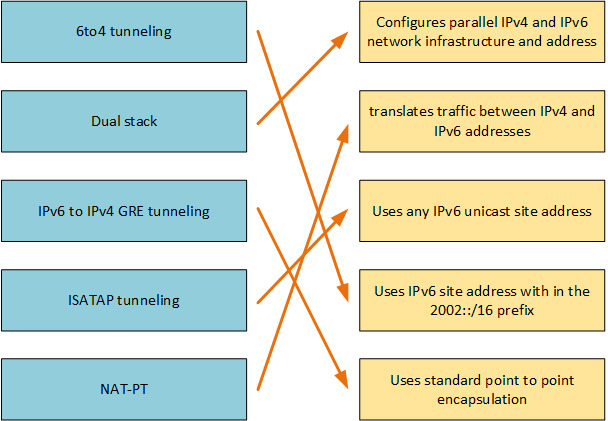 6to4 tunneling
Configures parallel IPv4 and IPv6
network infrastructure and address
Dual stack
translates traffic between IPv4 and
IPv6 addresses
IPv6 to IPv4 GRE tunneling
Uses any IPv6 unicast site address
ISATAP tunneling
Uses IPv6 site address with in the
2002::/16 prefix
NAT-PT
Uses standard point to point
encapsulation